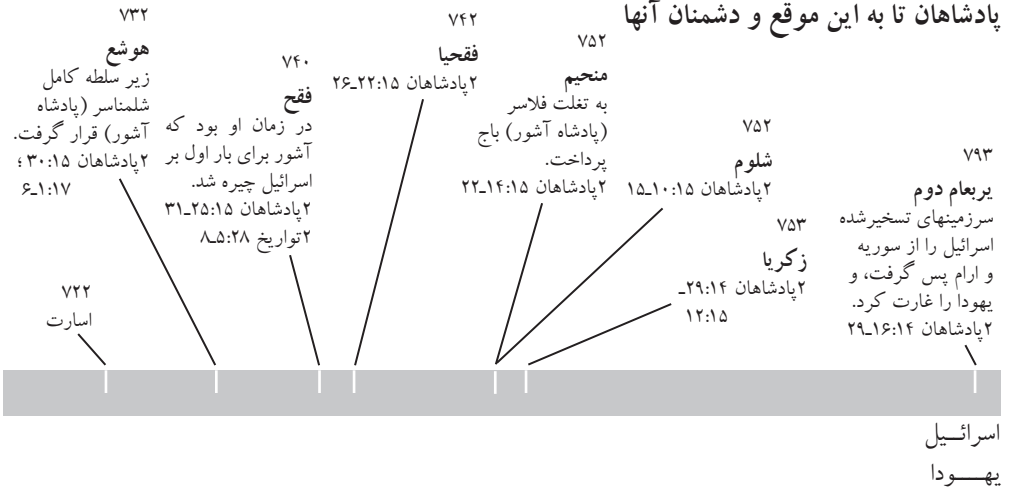 پادشاهان تا به این موقع و دشمنان آنها
۷۹۳
یربعام دوم
سرزمینهای تسخیرشده
اسرائیل را از سوریه
و ارام پس گرفت، و
یهودا را غارت کرد.
۲پادشاهان ۱۶:۱۴ـ۲۹
۷۵۳
زکریا
۲پادشاهان ۲۹:۱۴ـ
۱۲:۱۵
۷۵۲
شلوم
۲پادشاهان ۱۰:۱۵ـ۱۵
۷۵۲
منحیم
به تغلت فلاسر
(پادشاه آشور) باج
پرداخت.
۲پادشاهان ۱۴:۱۵ـ۲۲
۷۴۲
فقحیا
۲پادشاهان ۲۲:۱۵ـ۲۶
۷۴۰
فقح
در زمان او بود که
آشور برای بار اول بر
اسرائیل چیره شد.
۲پادشاهان ۲۵:۱۵ـ۳۱
۲تواریخ ۵:۲۸ـ۸
۷۳۲
هوشع
زیر سلطه کامل
شلمناسر (پادشاه
آشور) قرار گرفت.
۲پادشاهان ۳۰:۱۵؛
۱:۱۷ـ۶
۷۲۲
اسارت
اسرائیل
یهودا